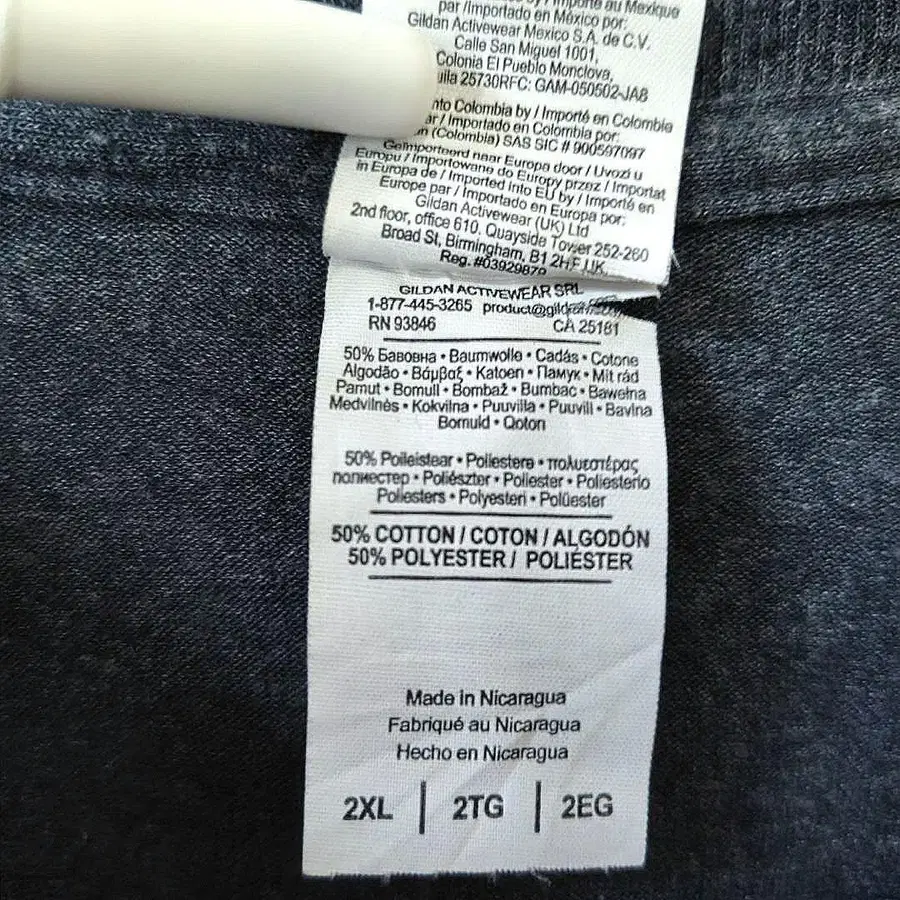 par /Importado en México por:
Gildan Activewear Mexico S.A. de C.V.
Calle San Miguel 1001,
Colonia El Pueblo Monclova,
25730RFC: GAM-050502-JA8
Colombia by / Importé en Colombie
/ Importado en Colombia por:
(Colombia) SAS SIC # 900597097
Geïmporteerd naar Europa door / Uvozi u
Europu / Importowane do Europy przez / Importat
in Europa de / Imported into EU by / Importé en
Europe par / Importado en Europa por:
Gildan Activewear (UK) Ltd
2nd floor, office 610, Quayside Tower 252-260
Broad St, Birmingham, B1 2HF UK,
Reg. #03929879
GILDAN ACTIVEWEAR SRL
1-877-445-3265
RN 93846 CA 25181
50% Бавовна • Baumwolle • Cadás • Cotone
Algodão • Βάμβαξ • Katoen • Памук • Mit rád
Pamut • Bomull • Bombaž • Bumbac • Bawełna
Medvilnės • Kokvilna • Puuvilla • Puuvill • Bavlna
Bomuld • Qoton
50% Poileistear • Poliestere • πολυεστέρας
полиестер • Poliészter • Poliester • Poliesterio
Poliesters • Polyesteri • Polüester
50% COTTON / COTON / ALGODÓN
50% POLYESTER / POLIÉSTER
Made in Nicaragua
Fabriqué au Nicaragua
Hecho en Nicaragua
2XL | 2TG | 2EG